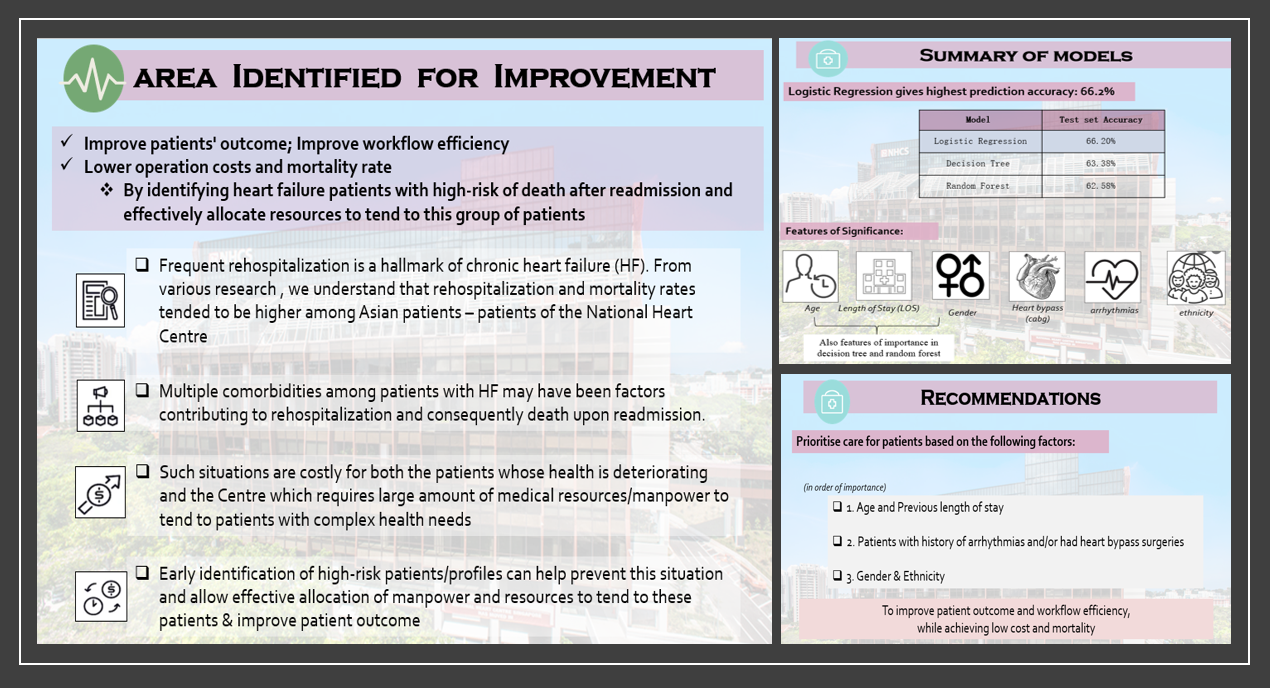 AREA IDENTIFIED FOR IMPROVEMENT
Improve patients' outcome; Improve workflow efficiency
Lower operation costs and mortality rate
By identifying heart failure patients with high-risk of death after readmission and
effectively allocate resources to tend to this group of patients
Frequent rehospitalization is a hallmark of chronic heart failure (HF). From
various research , we understand that rehospitalization and mortality rates
tended to be higher among Asian patients – patients of the National Heart
Centre
Multiple comorbidities among patients with HF may have been factors
contributing to rehospitalization and consequently death upon readmission.
Such situations are costly for both the patients whose health is deteriorating
and the Centre which requires large amount of medical resources/manpower to
tend to patients with complex health needs
Early identification of high-risk patients/profiles can help prevent this situation
and allow effective allocation of manpower and resources to tend to these
patients & improve patient outcome
SUMMARY OF MODELS
Logistic Regression gives highest prediction accuracy: 66.2%
Model Test set Accuracy
Logistic Regression 66.20%
Decision Tree 63.38%
Random Forest 62.58%
NHCS
Features of Significance:
Age Length of Stay (LOS) Gender Heart bypass arrhythmias ethnicity
(cabg)
Also features of importance in
decision tree and random forest
RECOMMENDATIONS
Prioritise care for patients based on the following factors:
(in order of importance)
1. Age and Previous length of stay
2. Patients with history of arrhythmias and/or had heart bypass surgeries
3. Gender & Ethnicity
To improve patient outcome and workflow efficiency,
while achieving low cost and mortality